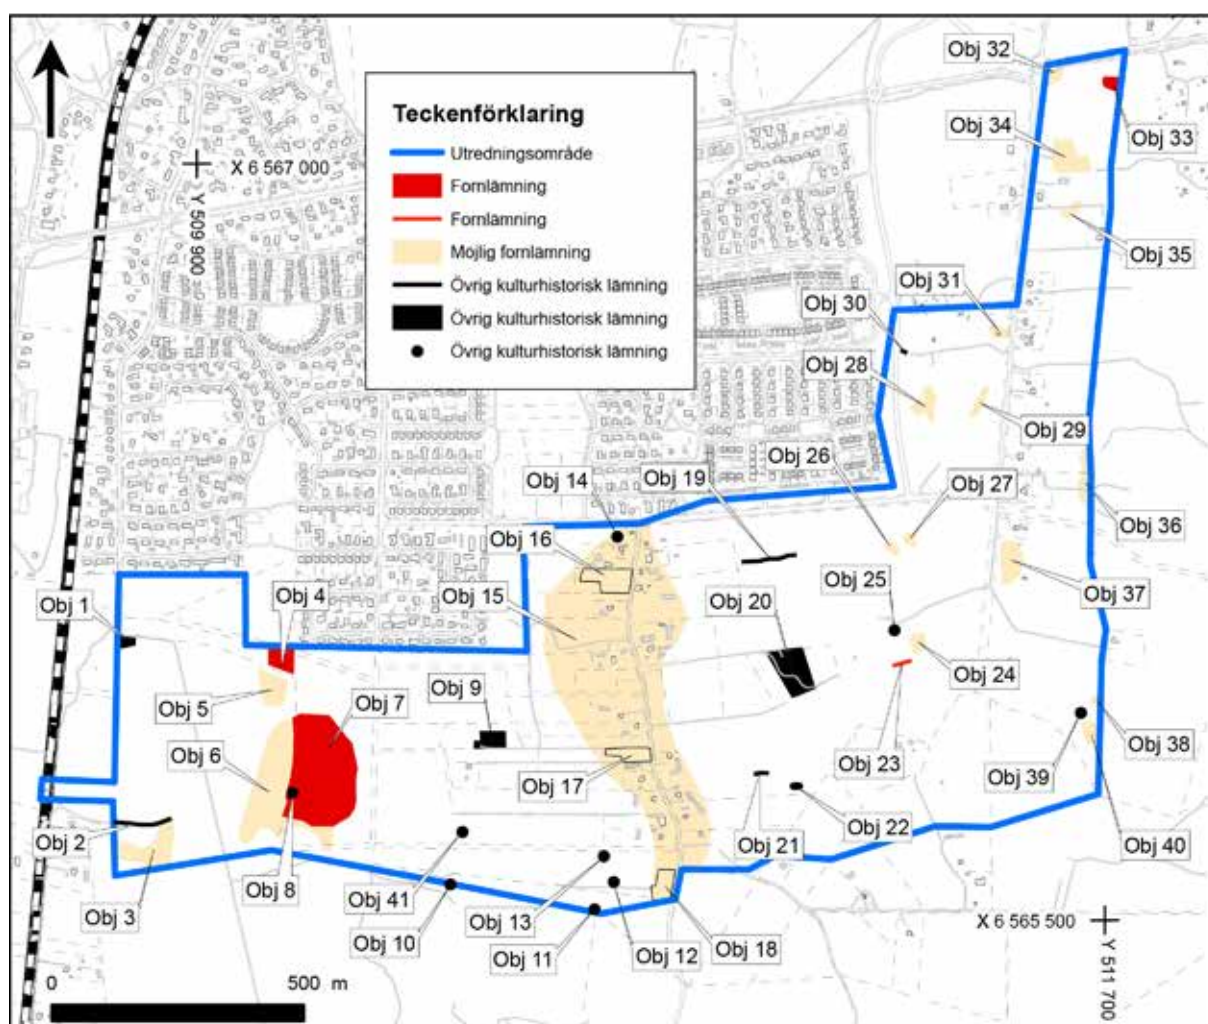 Teckenförklaring
Utredningsområde
Fornlämning
Fornlämning
Möjlig fornlämning
Övrig kulturhistorisk lämning
Övrig kulturhistorisk lämning
Övrig kulturhistorisk lämning
X 6 567 000
Y 509 900
Obj 32
Obj 33
Obj 34
Obj 35
Obj 31
Obj 30
Obj 28
Obj 29
Obj 26
Obj 27
Obj 36
Obj 19
Obj 14
Obj 16
Obj 37
Obj 25
Obj 15
Obj 20
Obj 1
Obj 4
Obj 24
Obj 5
Obj 7
Obj 9
Obj 6
Obj 17
Obj 23
Obj 38
Obj 39
Obj 2
Obj 21
Obj 22
Obj 40
Obj 8
Obj 41
Obj 3
Obj 10
Obj 13
Obj 11
Obj 12
Obj 18
X 6 565 500
Y 511 700
0 500 m